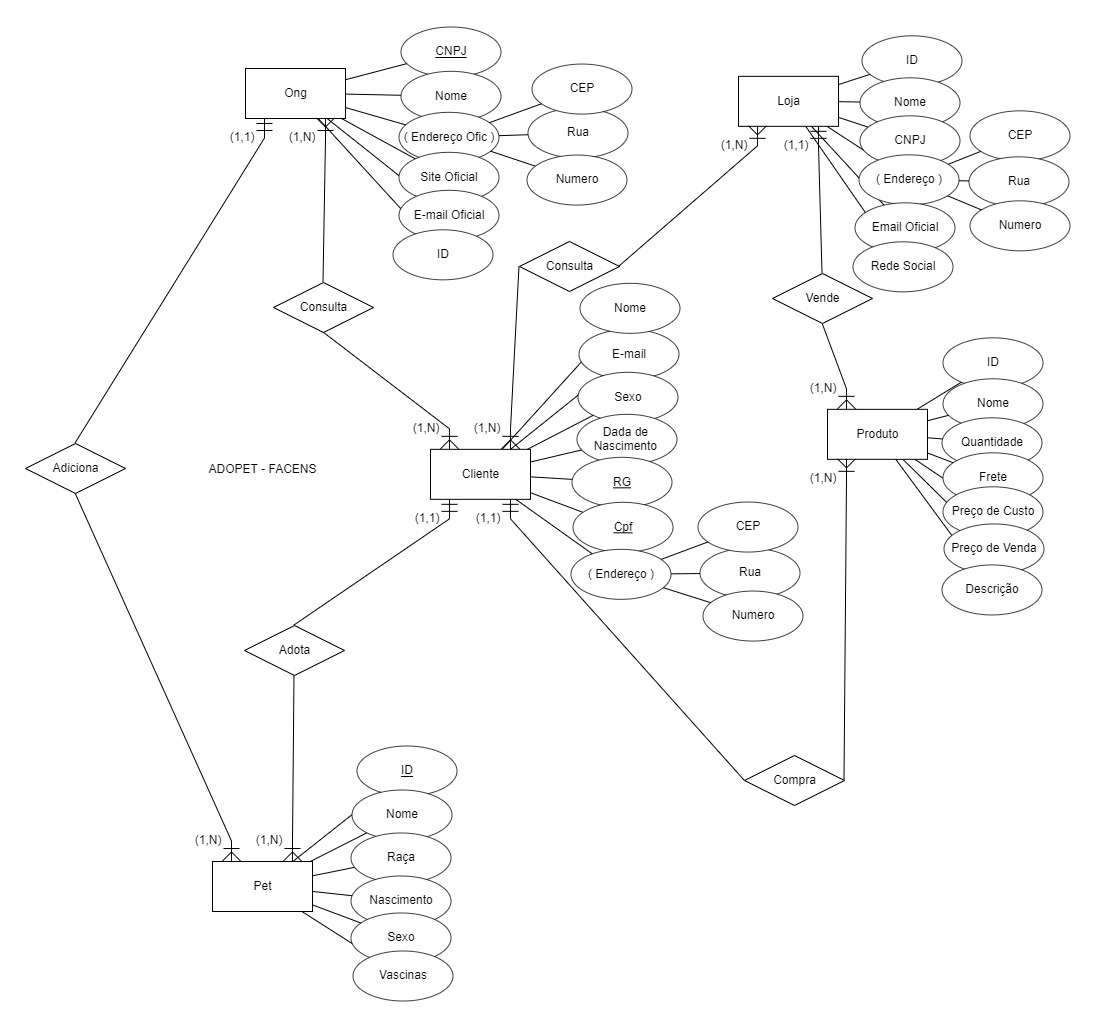 CNPJ
Ong
Nome
( Endereço Ofic )
CEP
Rua
Numero
Site Oficial
E-mail Oficial
ID
(1,1)
(1,N)
Loja
ID
Nome
CNPJ
( Endereço )
CEP
Rua
Numero
Email Oficial
Rede Social
(1,N)
(1,1)
Consulta
Consulta
Vende
Nome
E-mail
Sexo
Dada de
Nascimento
RG
Cpf
( Endereço )
CEP
Rua
Numero
(1,N)
(1,N)
Cliente
(1,1)
(1,1)
(1,N)
Produto
(1,N)
ID
Nome
Quantidade
Frete
Preço de Custo
Preço de Venda
Descrição
Adiciona
ADOPET - FACENS
Adota
Compra
(1,N)
(1,N)
Pet
ID
Nome
Raça
Nascimento
Sexo
Vascinas